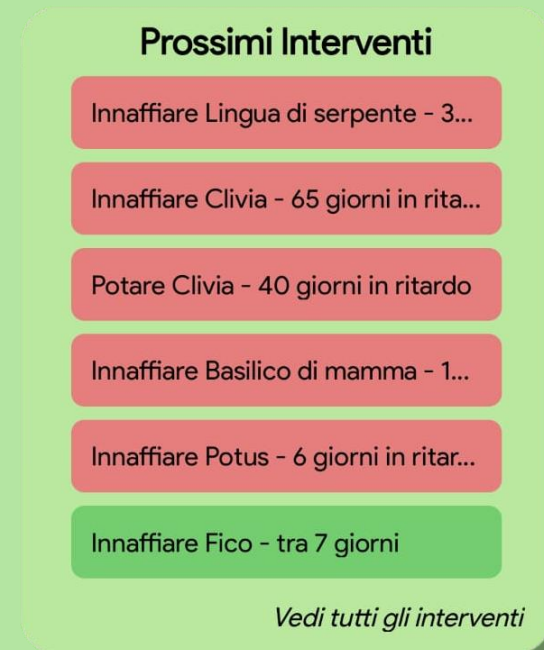 Prossimi Interventi
Innaffiare Lingua di serpente - 3...
Innaffiare Clivia - 65 giorni in rita...
Potare Clivia - 40 giorni in ritardo
Innaffiare Basilico di mamma - 1...
Innaffiare Potus - 6 giorni in ritar...
Innaffiare Fico - tra 7 giorni
Vedi tutti gli interventi